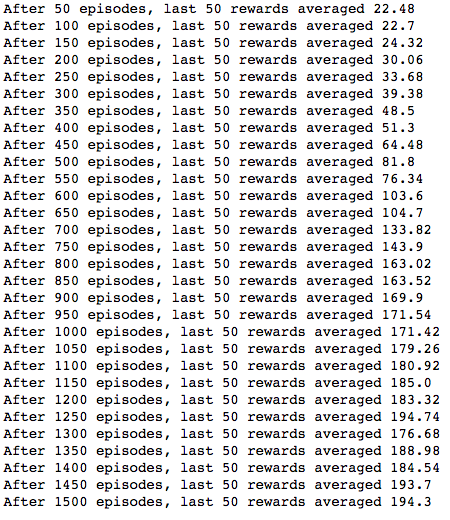 After 50 episodes, last 50 rewards averaged 22.48
After 100 episodes, last 50 rewards averaged 22.7
After 150 episodes, last 50 rewards averaged 24.32
After 200 episodes, last 50 rewards averaged 30.06
After 250 episodes, last 50 rewards averaged 33.68
After 300 episodes, last 50 rewards averaged 39.38
After 350 episodes, last 50 rewards averaged 48.5
After 400 episodes, last 50 rewards averaged 51.3
After 450 episodes, last 50 rewards averaged 64.48
After 500 episodes, last 50 rewards averaged 81.8
After 550 episodes, last 50 rewards averaged 76.34
After 600 episodes, last 50 rewards averaged 103.6
After 650 episodes, last 50 rewards averaged 104.7
After 700 episodes, last 50 rewards averaged 133.82
After 750 episodes, last 50 rewards averaged 143.9
After 800 episodes, last 50 rewards averaged 163.02
After 850 episodes, last 50 rewards averaged 163.52
After 900 episodes, last 50 rewards averaged 169.9
After 950 episodes, last 50 rewards averaged 171.54
After 1000 episodes, last 50 rewards averaged 171.42
After 1050 episodes, last 50 rewards averaged 179.26
After 1100 episodes, last 50 rewards averaged 180.92
After 1150 episodes, last 50 rewards averaged 185.0
After 1200 episodes, last 50 rewards averaged 183.32
After 1250 episodes, last 50 rewards averaged 194.74
After 1300 episodes, last 50 rewards averaged 176.68
After 1350 episodes, last 50 rewards averaged 188.98
After 1400 episodes, last 50 rewards averaged 184.54
After 1450 episodes, last 50 rewards averaged 193.7
After 1500 episodes, last 50 rewards averaged 194.3